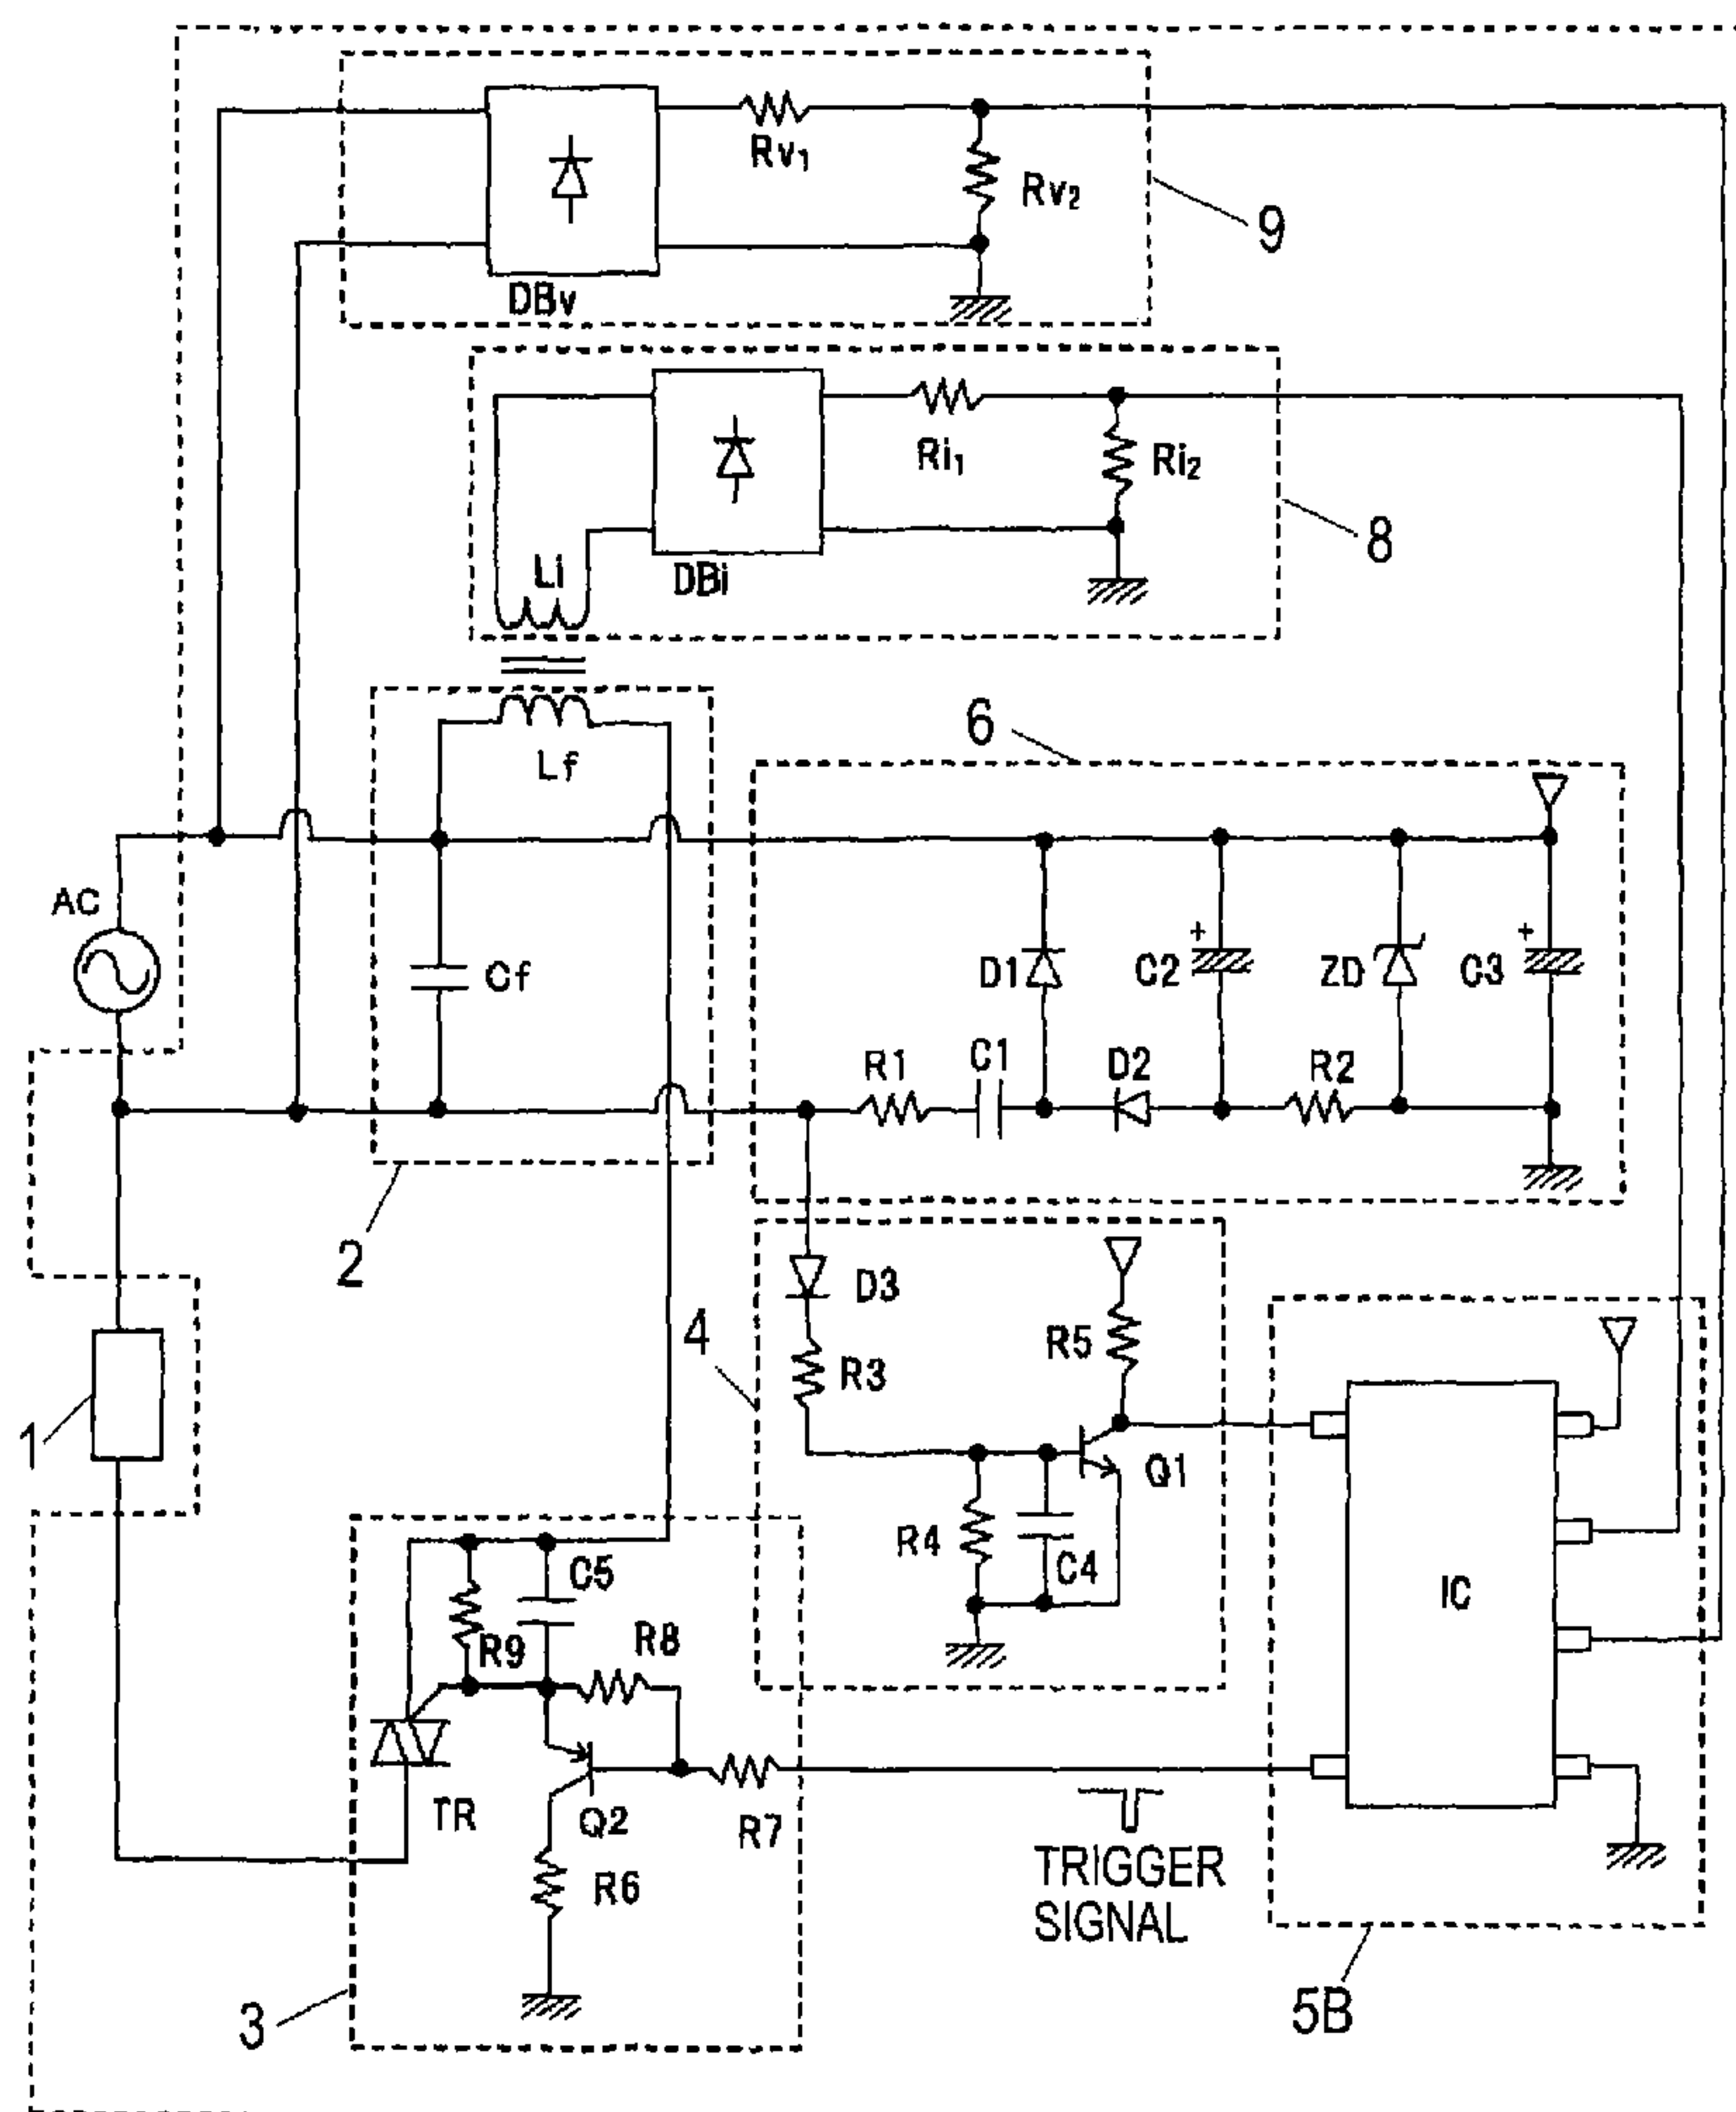 Rv1
Rv2
9
DBv
Ri1
Ri2
8
Li
DBi
6
Lf
AC
Cf
D1
C2
ZD
C3
+
+
R1
C1
D2
R2
2
D3
4
R5
R3
1
Q1
R4
C4
IC
C5
R9
R8
TR
Q2
R7
R6
TRIGGER
SIGNAL
3
5B